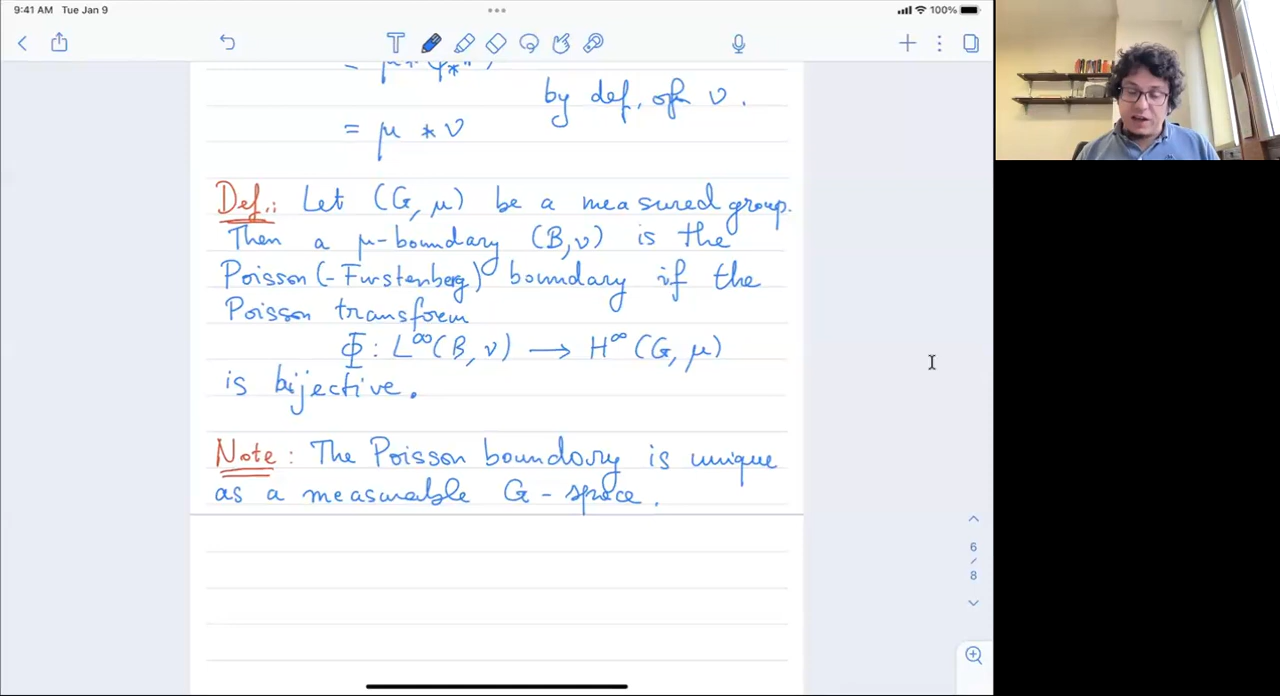 9:41 AM Tue Jan 9
100%
by def. of ν.
= μ * ν
Def.: Let (G, μ) be a measured group.
Then a μ-boundary (B, ν) is the
Poisson (-Furstenberg) boundary if the
Poisson transform
Φ : L^∞(B, ν) → H^∞(G, μ)
is bijective.
Note : The Poisson boundary is unique
as a measurable G - space.
6
/
8